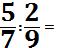 5/7 : 2/9 =